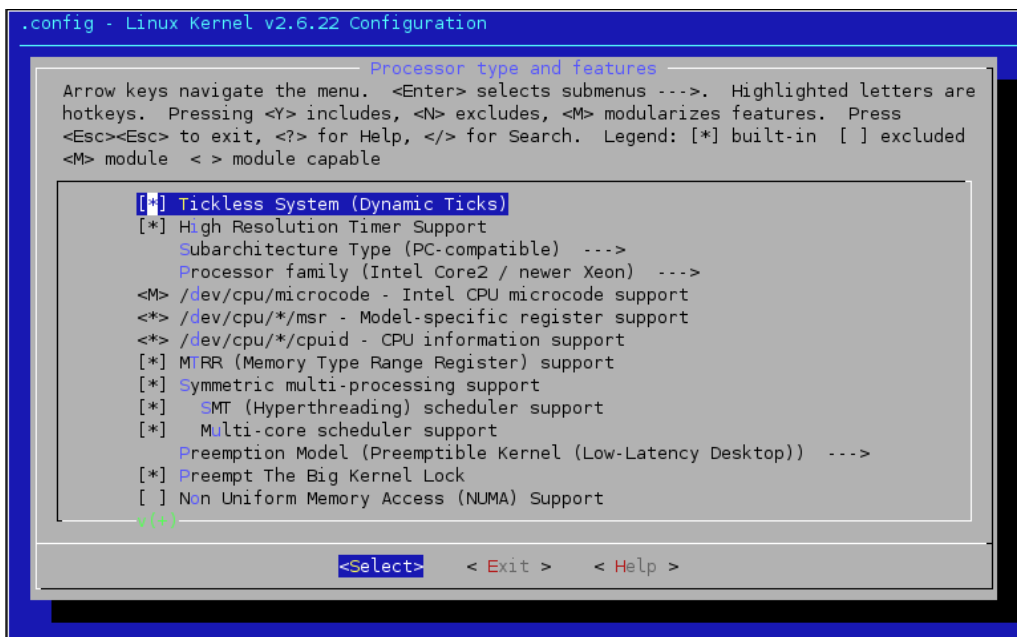 .config - Linux Kernel v2.6.22 Configuration
Processor type and features
Arrow keys navigate the menu.  <Enter> selects submenus --->.  Highlighted letters are
hotkeys.  Pressing <Y> includes, <N> excludes, <M> modularizes features.  Press
<Esc><Esc> to exit, <?> for Help, </> for Search.  Legend: [*] built-in  [ ] excluded
<M> module  < > module capable
[*] Tickless System (Dynamic Ticks)
[*] High Resolution Timer Support
Subarchitecture Type (PC-compatible)  --->
Processor family (Intel Core2 / newer Xeon)  --->
<M> /dev/cpu/microcode - Intel CPU microcode support
<*> /dev/cpu/*/msr - Model-specific register support
<*> /dev/cpu/*/cpuid - CPU information support
[*] MTRR (Memory Type Range Register) support
[*] Symmetric multi-processing support
[*]   SMT (Hyperthreading) scheduler support
[*]   Multi-core scheduler support
Preemption Model (Preemptible Kernel (Low-Latency Desktop))  --->
[*] Preempt The Big Kernel Lock
[ ] Non Uniform Memory Access (NUMA) Support
v(+)
<Select>    < Exit >    < Help >